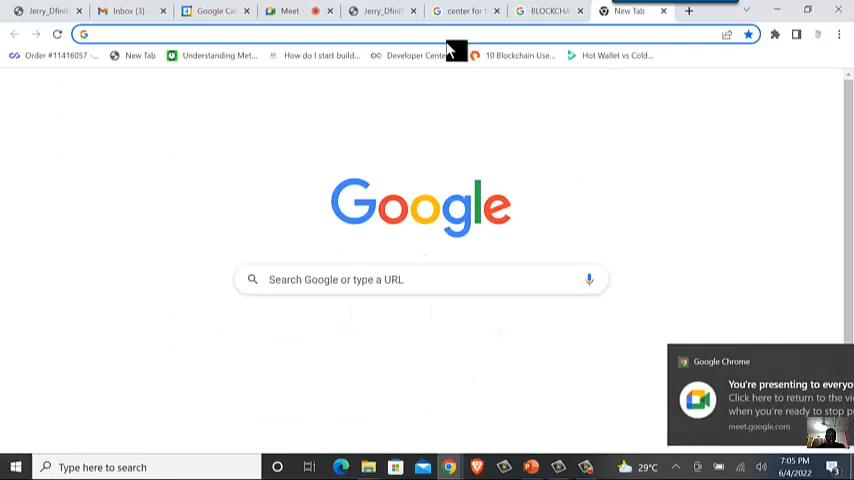 Jerry_Dfinit
Inbox (3)
Google Cal
Meet
Jerry_Dfinit
center for
BLOCKCHA
New Tab
Order #11416057 -...
New Tab
Understanding Met...
How do I start build...
Developer Cente
10 Blockchain Use...
Hot Wallet vs Cold...
Google
Search Google or type a URL
Google Chrome
You're presenting to everyo
Click here to return to the vi
when you're ready to stop p
meet.google.com
Type here to search
29°C
7:05 PM
6/4/2022
3